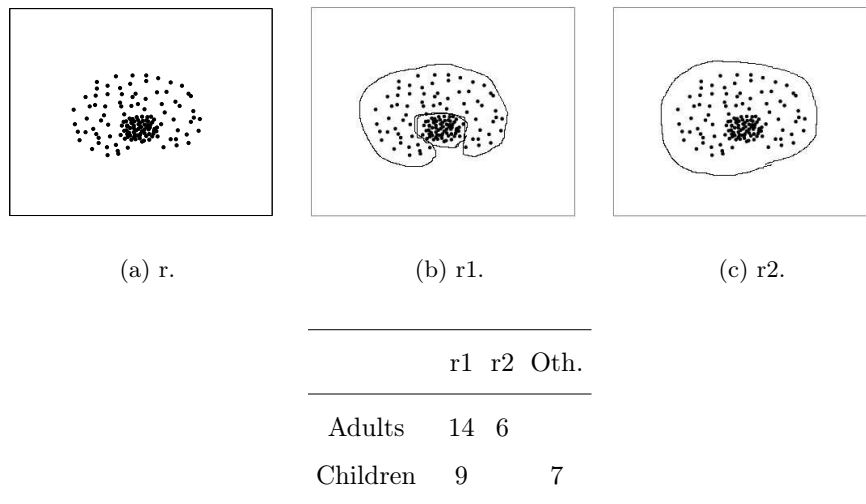 (a) r. (b) r1. (c) r2.
r1 r2 Oth.
Adults 14 6
Children 9 7